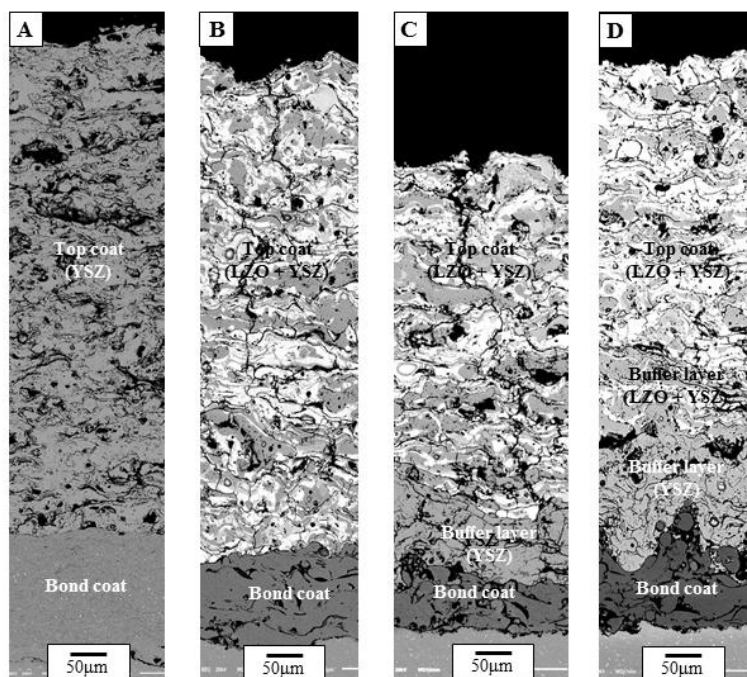 A
Top coat
(YSZ)
Bond coat
50μm
B
Top coat
(LZO + YSZ)
Bond coat
50μm
C
Top coat
(LZO + YSZ)
Buffer layer
(YSZ)
Bond coat
50μm
D
Top coat
(LZO + YSZ)
Buffer layer
(LZO + YSZ)
Buffer layer
(YSZ)
Bond coat
50μm